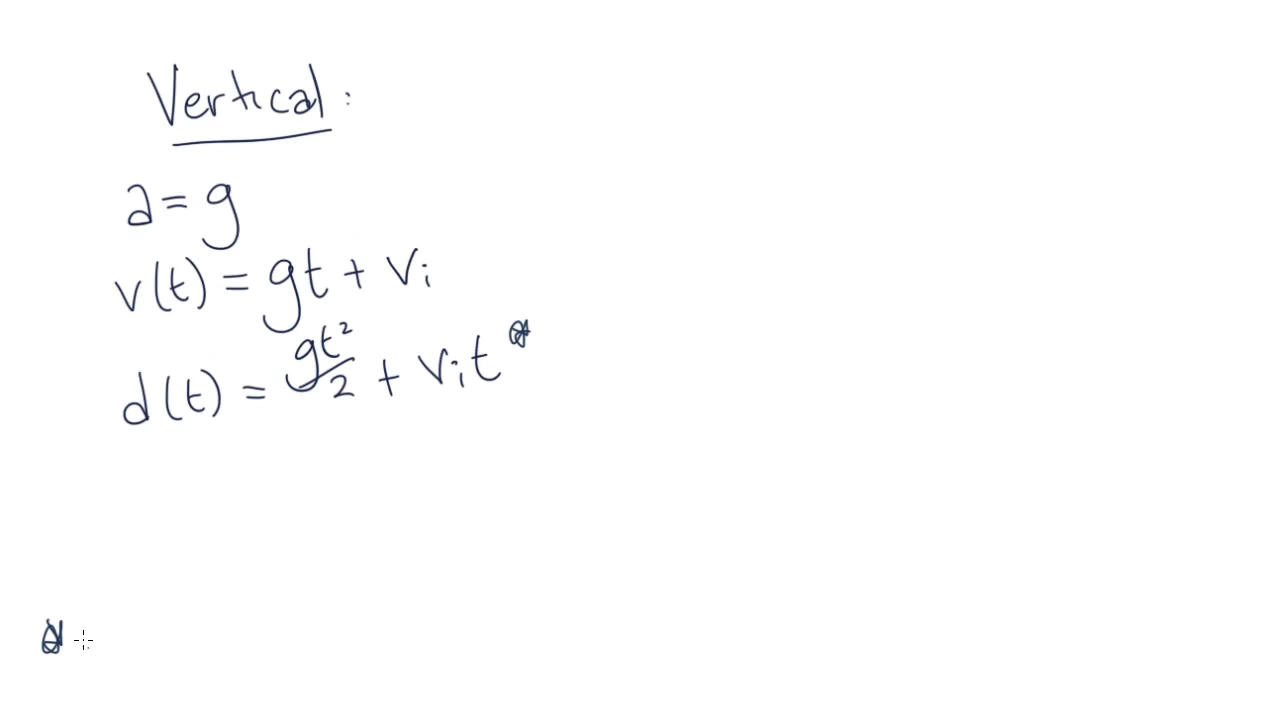 Vertical:
a = g
v(t) = gt + vᵢ
d(t) = gt²/2 + vᵢt *
*